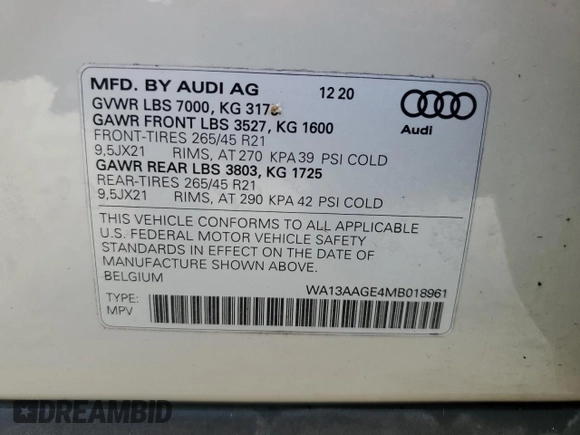 MFD. BY AUDI AG 12 20
GVWR LBS 7000, KG 317
GAWR FRONT LBS 3527, KG 1600
FRONT-TIRES 265/45 R21
9,5JX21 RIMS, AT 270 KPA 39 PSI COLD
GAWR REAR LBS 3803, KG 1725
REAR-TIRES 265/45 R21
9,5JX21 RIMS, AT 290 KPA 42 PSI COLD
Audi
THIS VEHICLE CONFORMS TO ALL APPLICABLE
U.S. FEDERAL MOTOR VEHICLE SAFETY
STANDARDS IN EFFECT ON THE DATE OF
MANUFACTURE SHOWN ABOVE.
BELGIUM
WA13AAGE4MB018961
TYPE:
MPV
DREAMBID